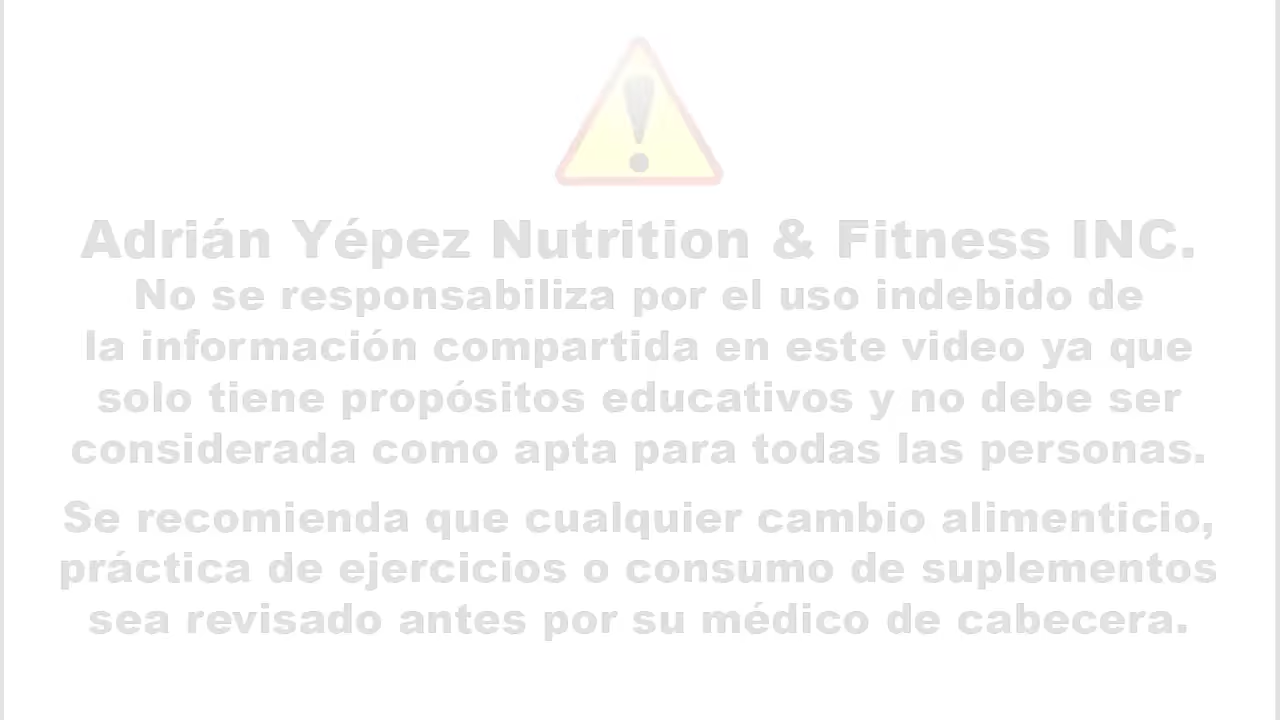 Adrián Yépez Nutrition & Fitness INC.
No se responsabiliza por el uso indebido de
la información compartida en este video ya que
solo tiene propósitos educativos y no debe ser
considerada como apta para todas las personas.
Se recomienda que cualquier cambio alimenticio,
práctica de ejercicios o consumo de suplementos
sea revisado antes por su médico de cabecera.